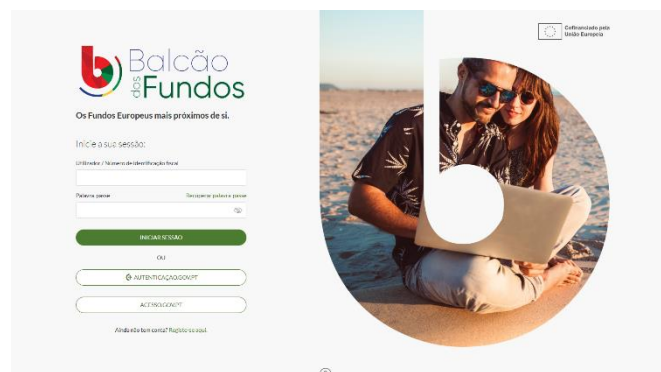 Cofinanciado pela
União Europeia
Balcão
dos Fundos
Os Fundos Europeus mais próximos de si.
Inicie a sua sessão:
Utilizador / Número de identificação fiscal
Palavra-passe Recuperar palavra-passe
INICIAR SESSÃO
OU
AUTENTICAÇÃO.GOV.PT
ACESSO.GOV.PT
Ainda não tem conta? Registe-se aqui.